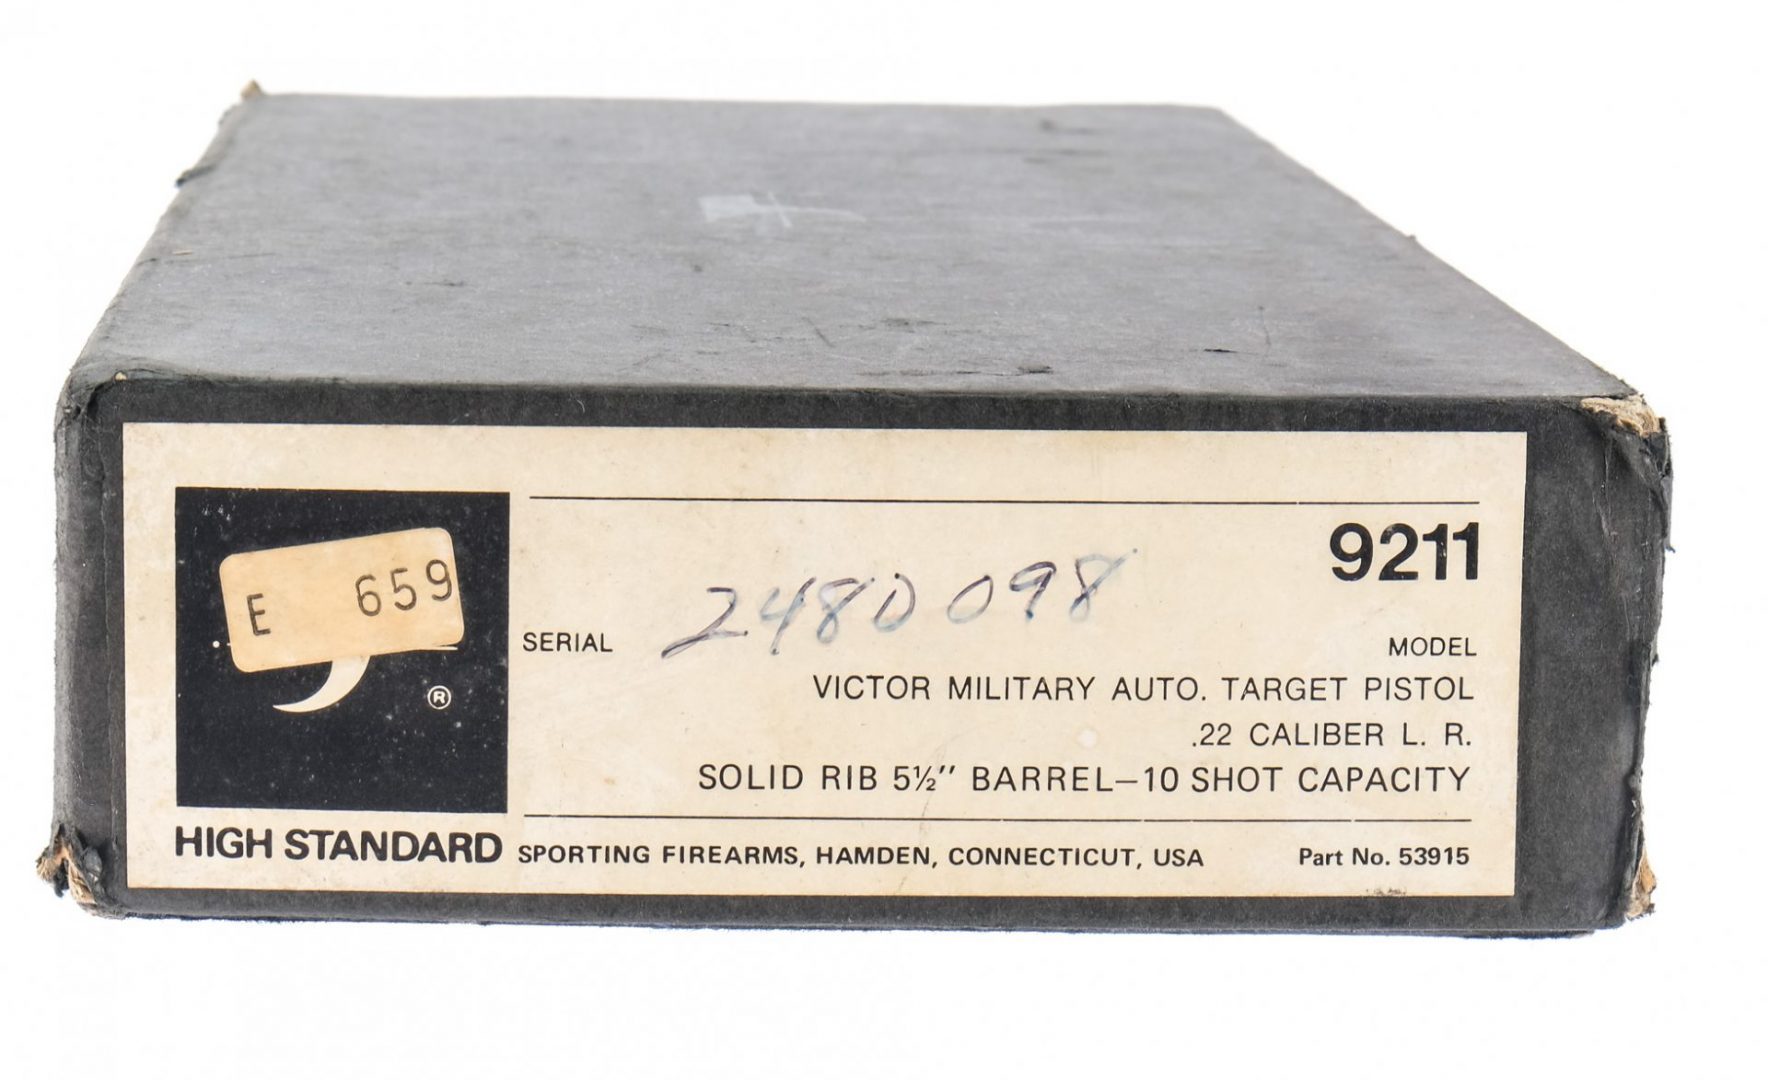 E 659
®
HIGH STANDARD
9211
SERIAL 2480098
MODEL
VICTOR MILITARY AUTO. TARGET PISTOL
.22 CALIBER L. R.
SOLID RIB 5½" BARREL—10 SHOT CAPACITY
SPORTING FIREARMS, HAMDEN, CONNECTICUT, USA
Part No. 53915